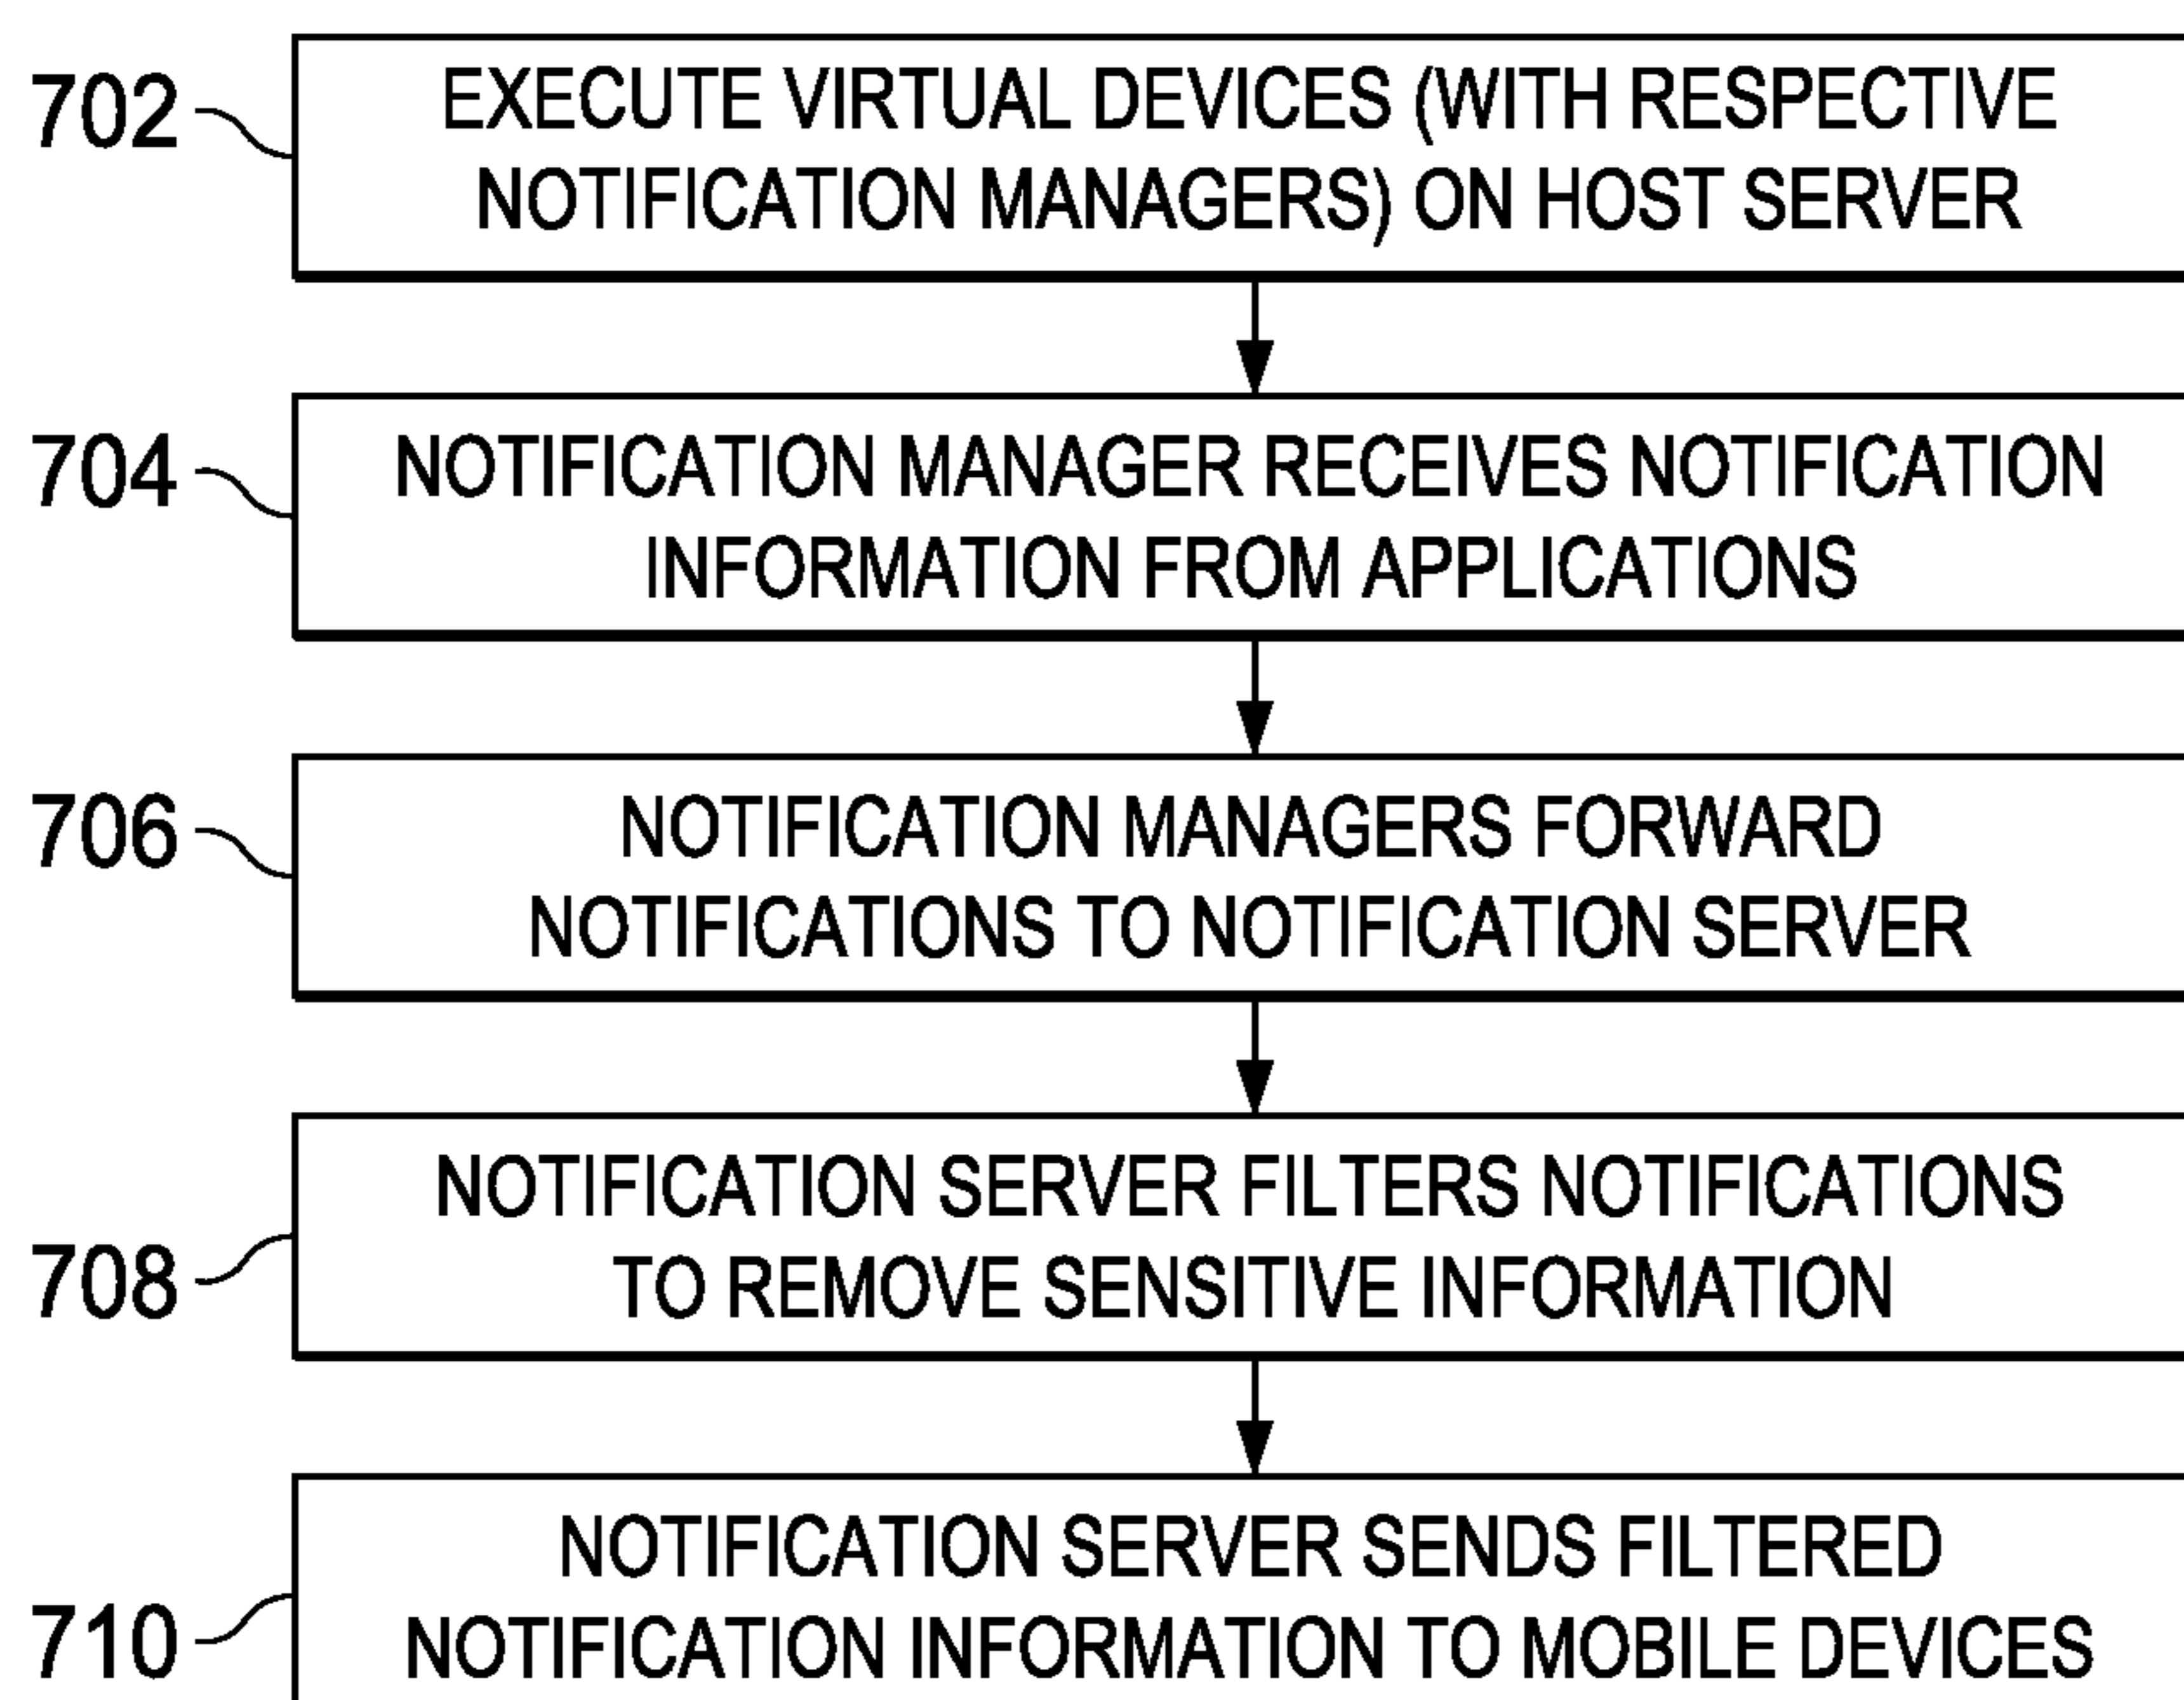 702
EXECUTE VIRTUAL DEVICES (WITH RESPECTIVE
NOTIFICATION MANAGERS) ON HOST SERVER
704
NOTIFICATION MANAGER RECEIVES NOTIFICATION
INFORMATION FROM APPLICATIONS
706
NOTIFICATION MANAGERS FORWARD
NOTIFICATIONS TO NOTIFICATION SERVER
708
NOTIFICATION SERVER FILTERS NOTIFICATIONS
TO REMOVE SENSITIVE INFORMATION
710
NOTIFICATION SERVER SENDS FILTERED
NOTIFICATION INFORMATION TO MOBILE DEVICES